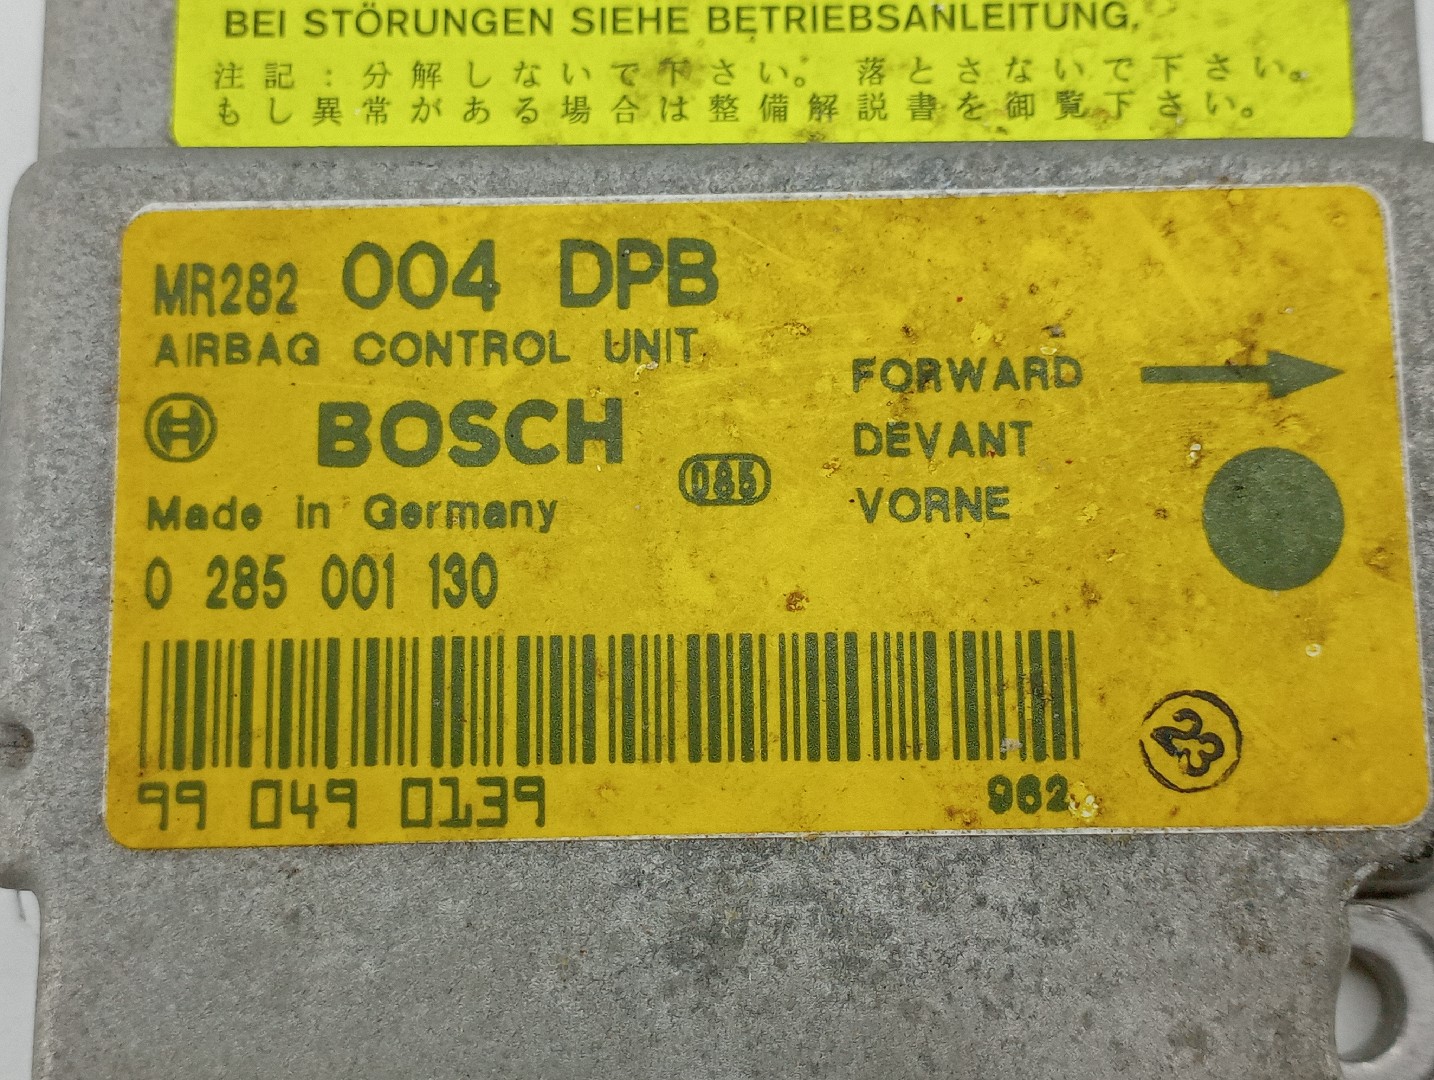 BEI STÖRUNGEN SIEHE BETRIEBSANLEITUNG.
注記:分解しないで下さい。 落とさないで下さい。
もし異常がある場合は整備解説書を御覧下さい。
MR282 004 DPB
AIRBAG CONTROL UNIT
BOSCH
Made in Germany
0 285 001 130
085
FORWARD
DEVANT
VORNE
99 049 0139
962
23